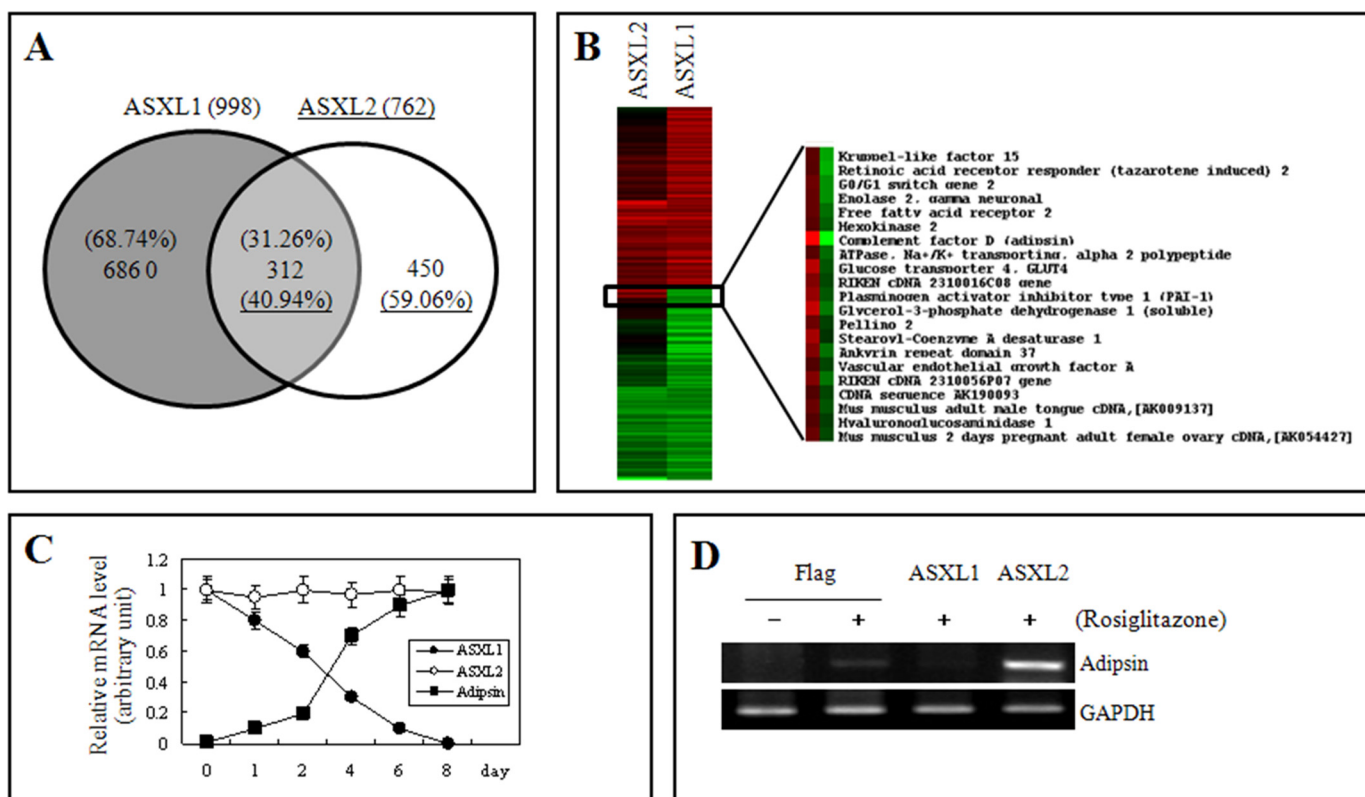 A
ASXL1 (998)
ASXL2 (762)
(68.74%)
6860
(31.26%)
312
(40.94%)
450
(59.06%)
B
ASXL2
ASXL1
Kruppel-like factor 15
Retinoic acid receptor responder (tazarotene induced) 2
G0/G1 switch gene 2
Enolase 2, gamma neuronal
Free fatty acid receptor 2
Hexokinase 2
Complement factor D (adipsin)
ATPase, Na+/K+ transporting, alpha 2 polypeptide
Glucose transporter 4, GLUT4
RIKEN cDNA 2310016C08 gene
Plasminogen activator inhibitor type 1 (PAI-1)
Glycerol-3-phosphate dehydrogenase 1 (soluble)
Pellino 2
Stearoyl-Coenzyme A desaturase 1
Ankyrin repeat domain 37
Vascular endothelial growth factor A
RIKEN cDNA 2310056P07 gene
CDNA sequence AK190093
Mus musculus adult male tongue cDNA,[AK009137]
Hyaluronoglucosaminidase 1
Mus musculus 2 days pregnant adult female ovary cDNA,[AK054427]
C
Relative mRNA level
(arbitrary unit)
1.2
1
0.8
0.6
0.4
0.2
0
ASXL1
ASXL2
Adipsin
0 1 2 4 6 8 day
D
Flag ASXL1 ASXL2
− + + + (Rosiglitazone)
Adipsin
GAPDH